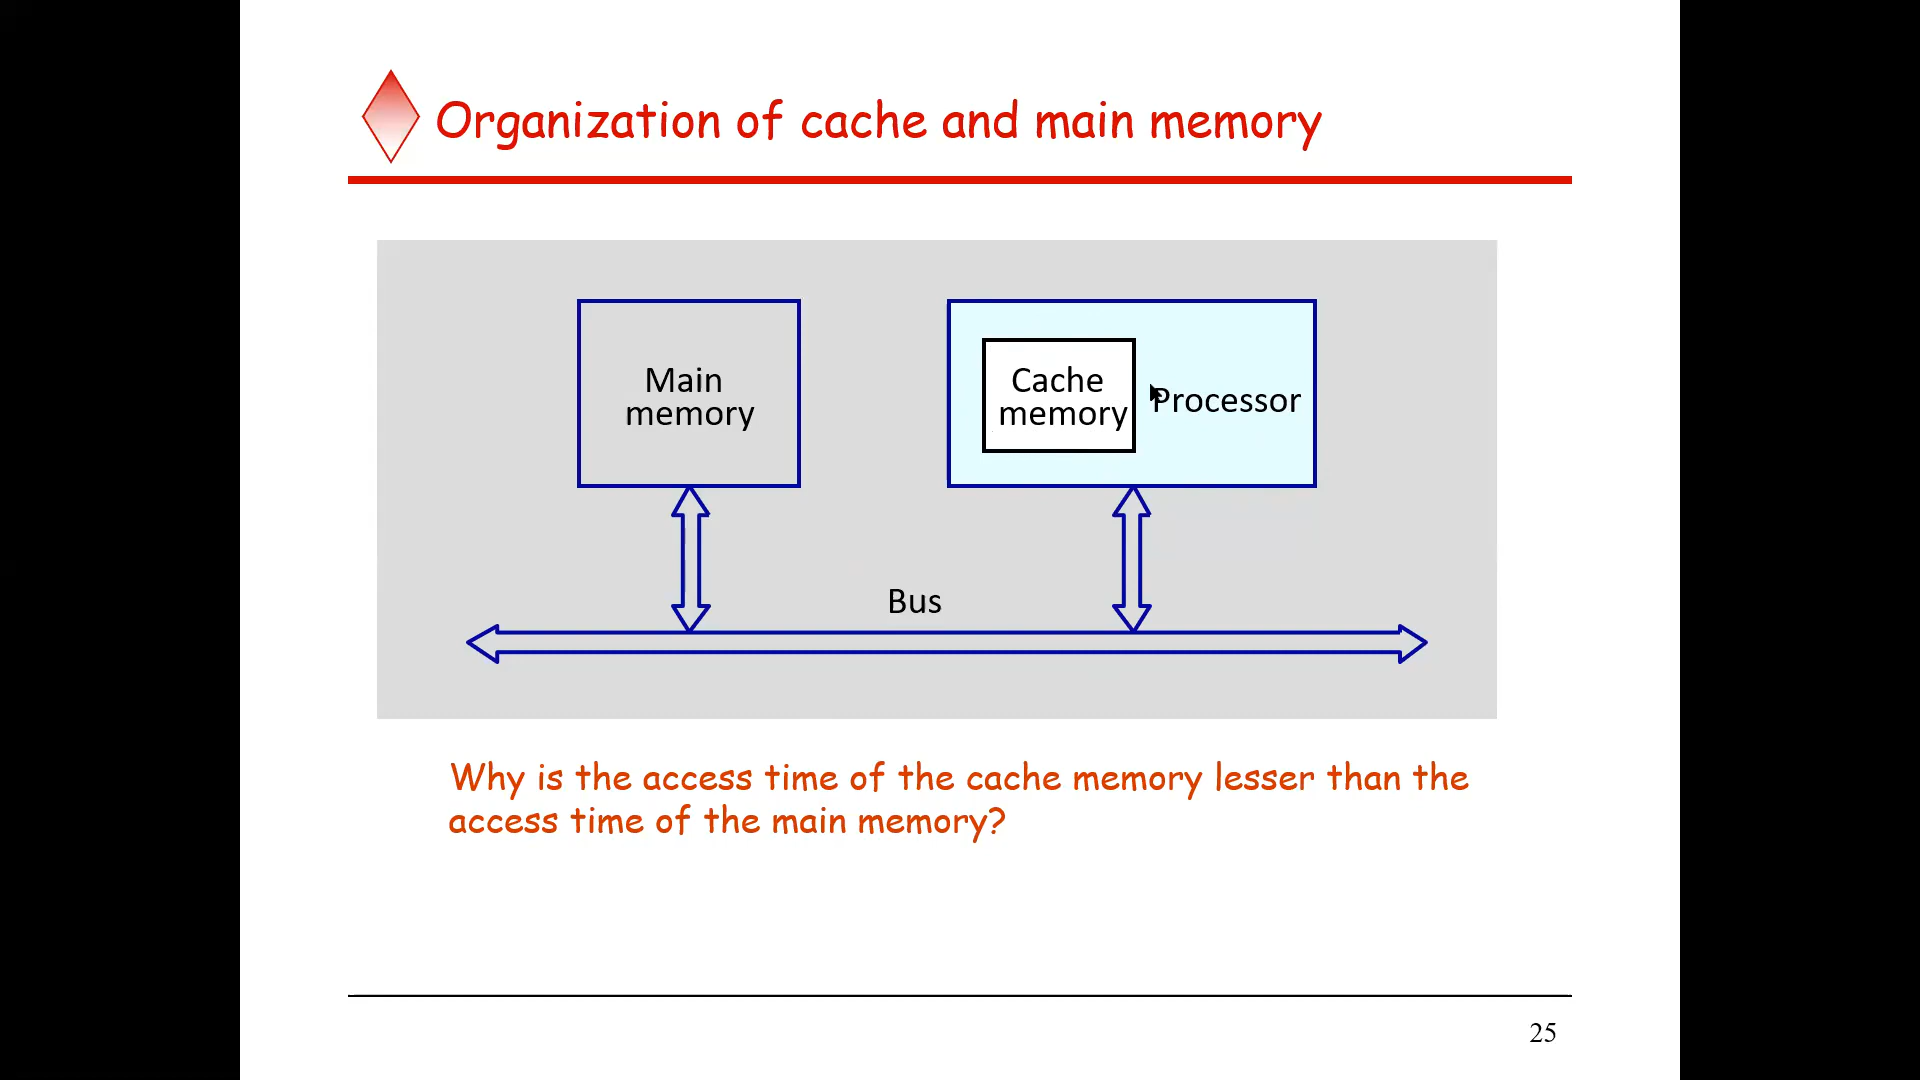 Organization of cache and main memory
Main
memory
Cache
memory
Processor
Bus
Why is the access time of the cache memory lesser than the
access time of the main memory?
25